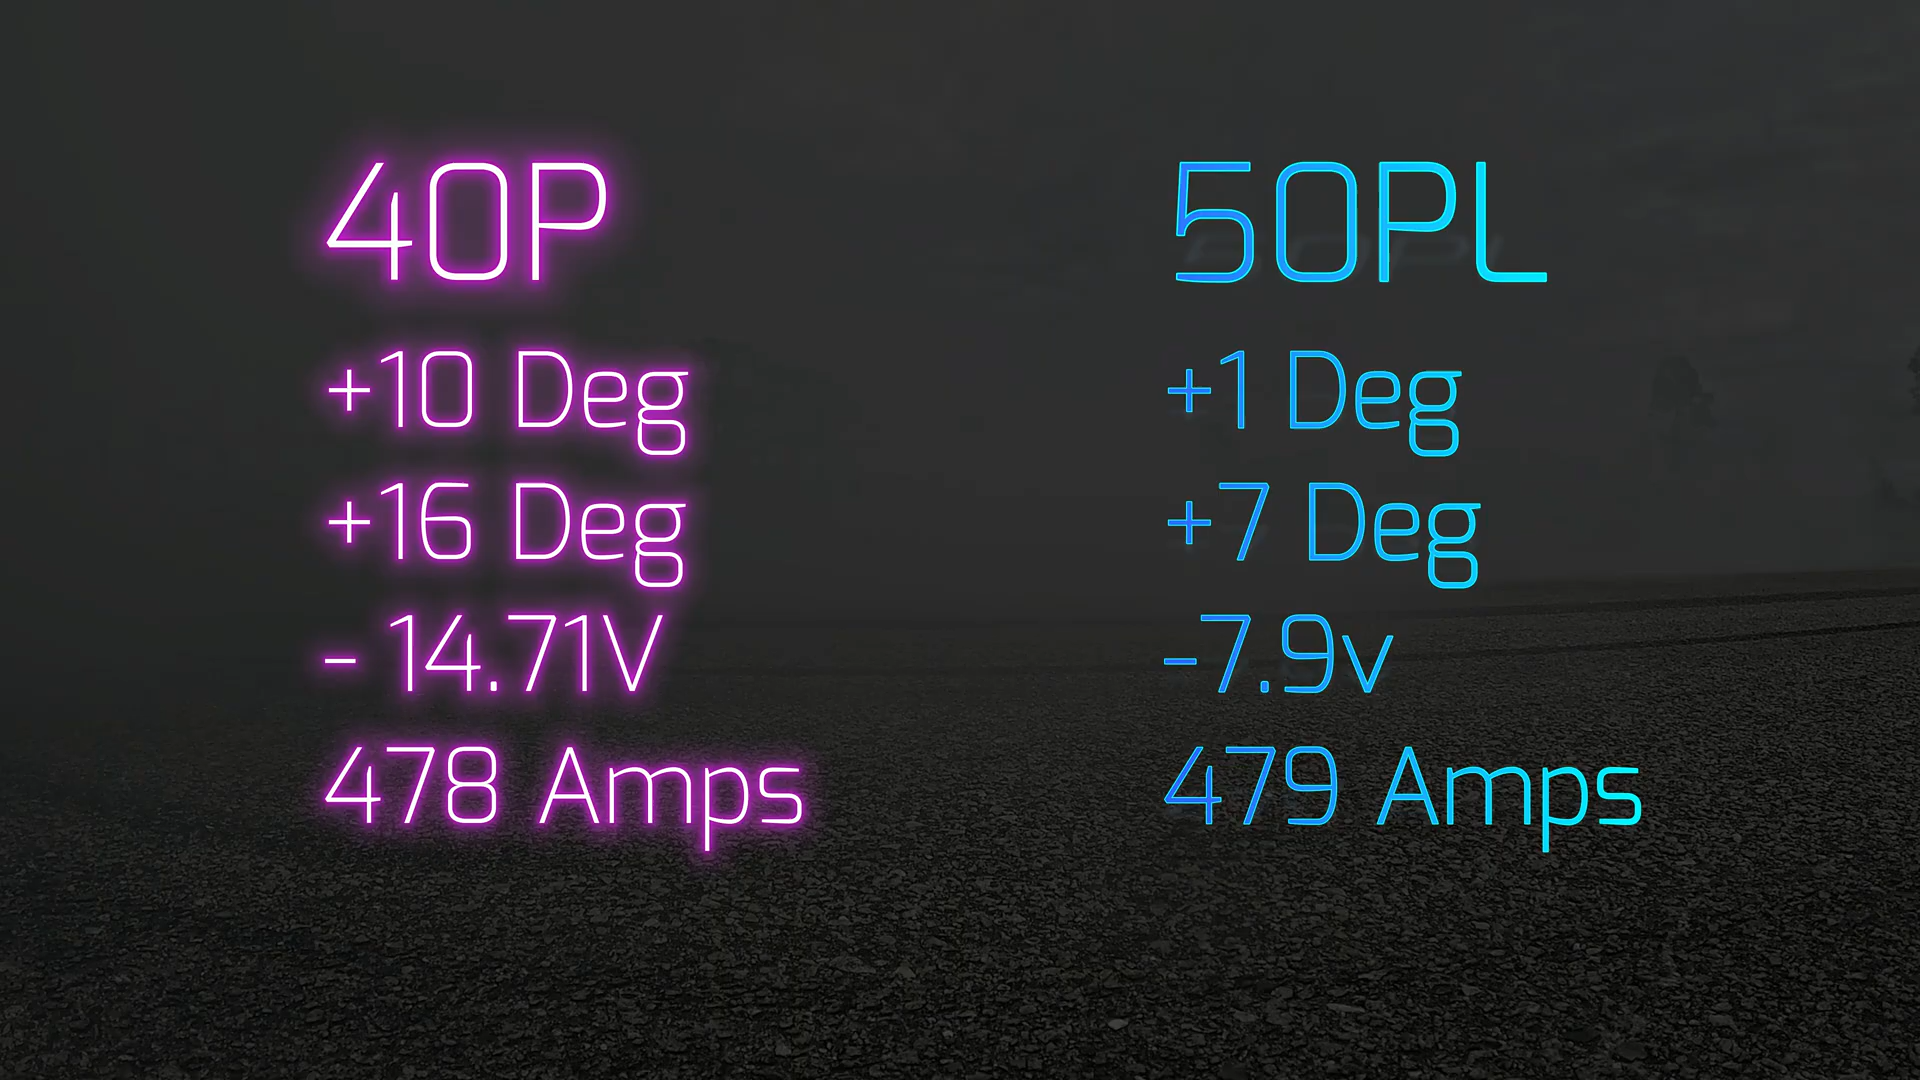 40P
+10 Deg
+16 Deg
- 14.71V
478 Amps
50PL
+1 Deg
+7 Deg
-7.9v
479 Amps